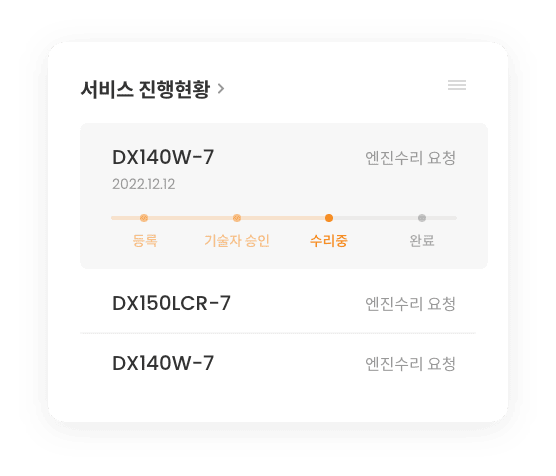 서비스 진행현황 >
DX140W-7 엔진수리 요청
2022.12.12
등록 기술자 승인 수리중 완료
DX150LCR-7 엔진수리 요청
DX140W-7 엔진수리 요청